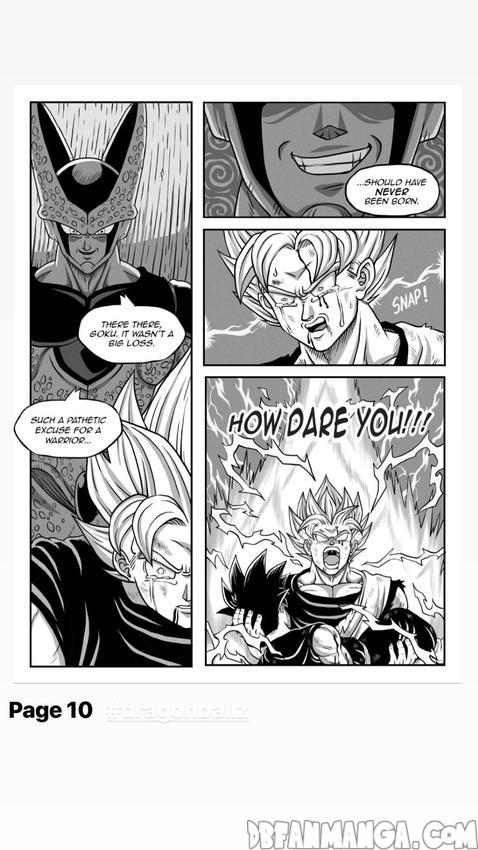 THERE THERE,
GOKU. IT WASN'T A
BIG LOSS.
SUCH A PATHETIC
EXCUSE FOR A
WARRIOR...
...SHOULD HAVE
NEVER
BEEN BORN.
SNAP!
HOW DARE YOU!!!
Page 10 #dragonballz
DBFANMANGA.COM